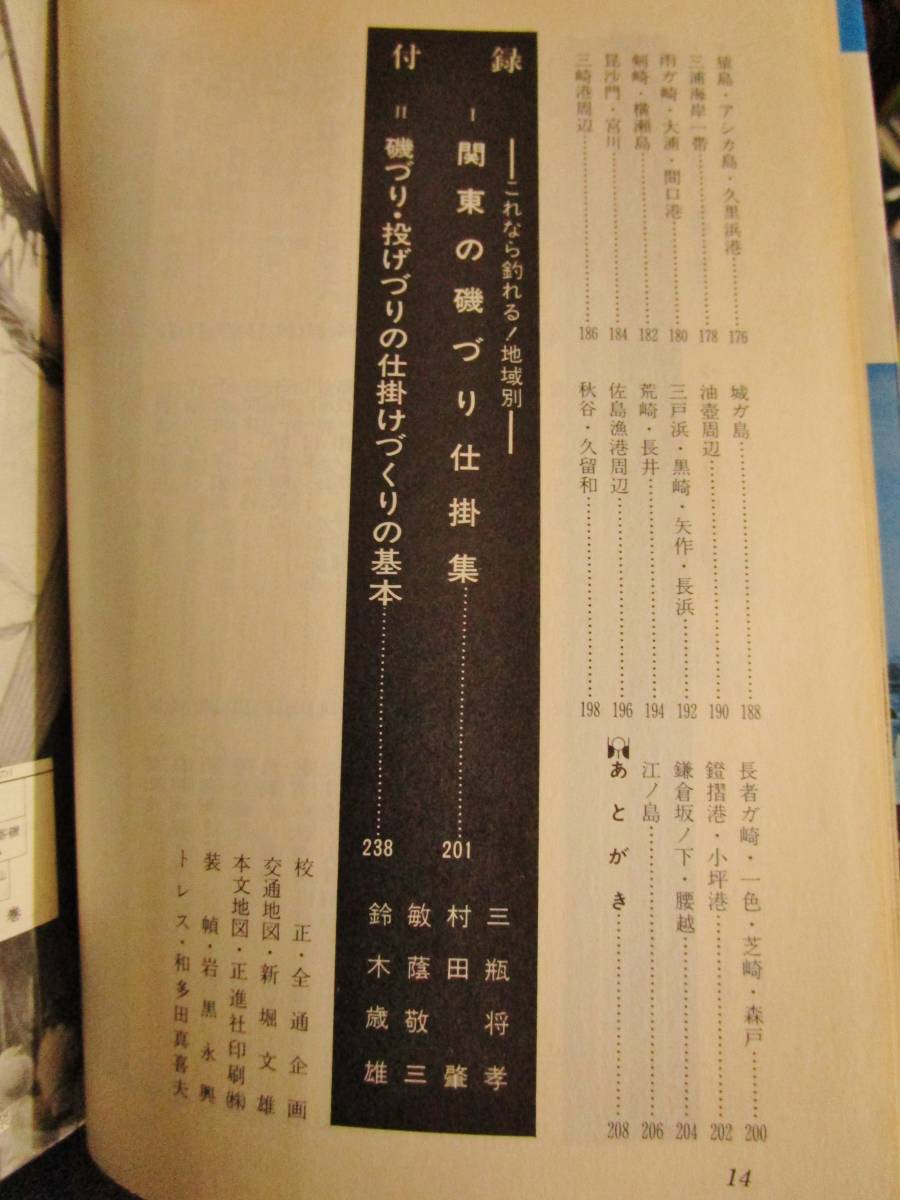 猿島・アシカ島・久里浜港……176
三浦海岸一帯……178
雨ガ崎・大浦・間口港……180
剣崎・横瀬島……182
毘沙門・宮川……184
三崎港周辺……186
城ガ島……188
油壺周辺……190
三戸浜・黒崎・矢作・長浜……192
荒崎・長井……194
佐島漁港周辺……196
秋谷・久留和……198
長者ガ崎・一色・芝崎・森戸……200
鐙摺港・小坪港……202
鎌倉坂ノ下・腰越……204
江ノ島……206
あとがき……208
付録
——これなら釣れる!地域別——
Ⅰ 関東の磯づり仕掛集……201
三瓶将孝
村田肇
Ⅱ 磯づり・投げづりの仕掛けづくりの基本……238
敏蔭敬三
鈴木歳雄
校正・全通企画
交通地図・新堀文雄
本文地図・正進社印刷㈱
装幀・岩黒永興
トレス・和多田真喜夫
14
巻